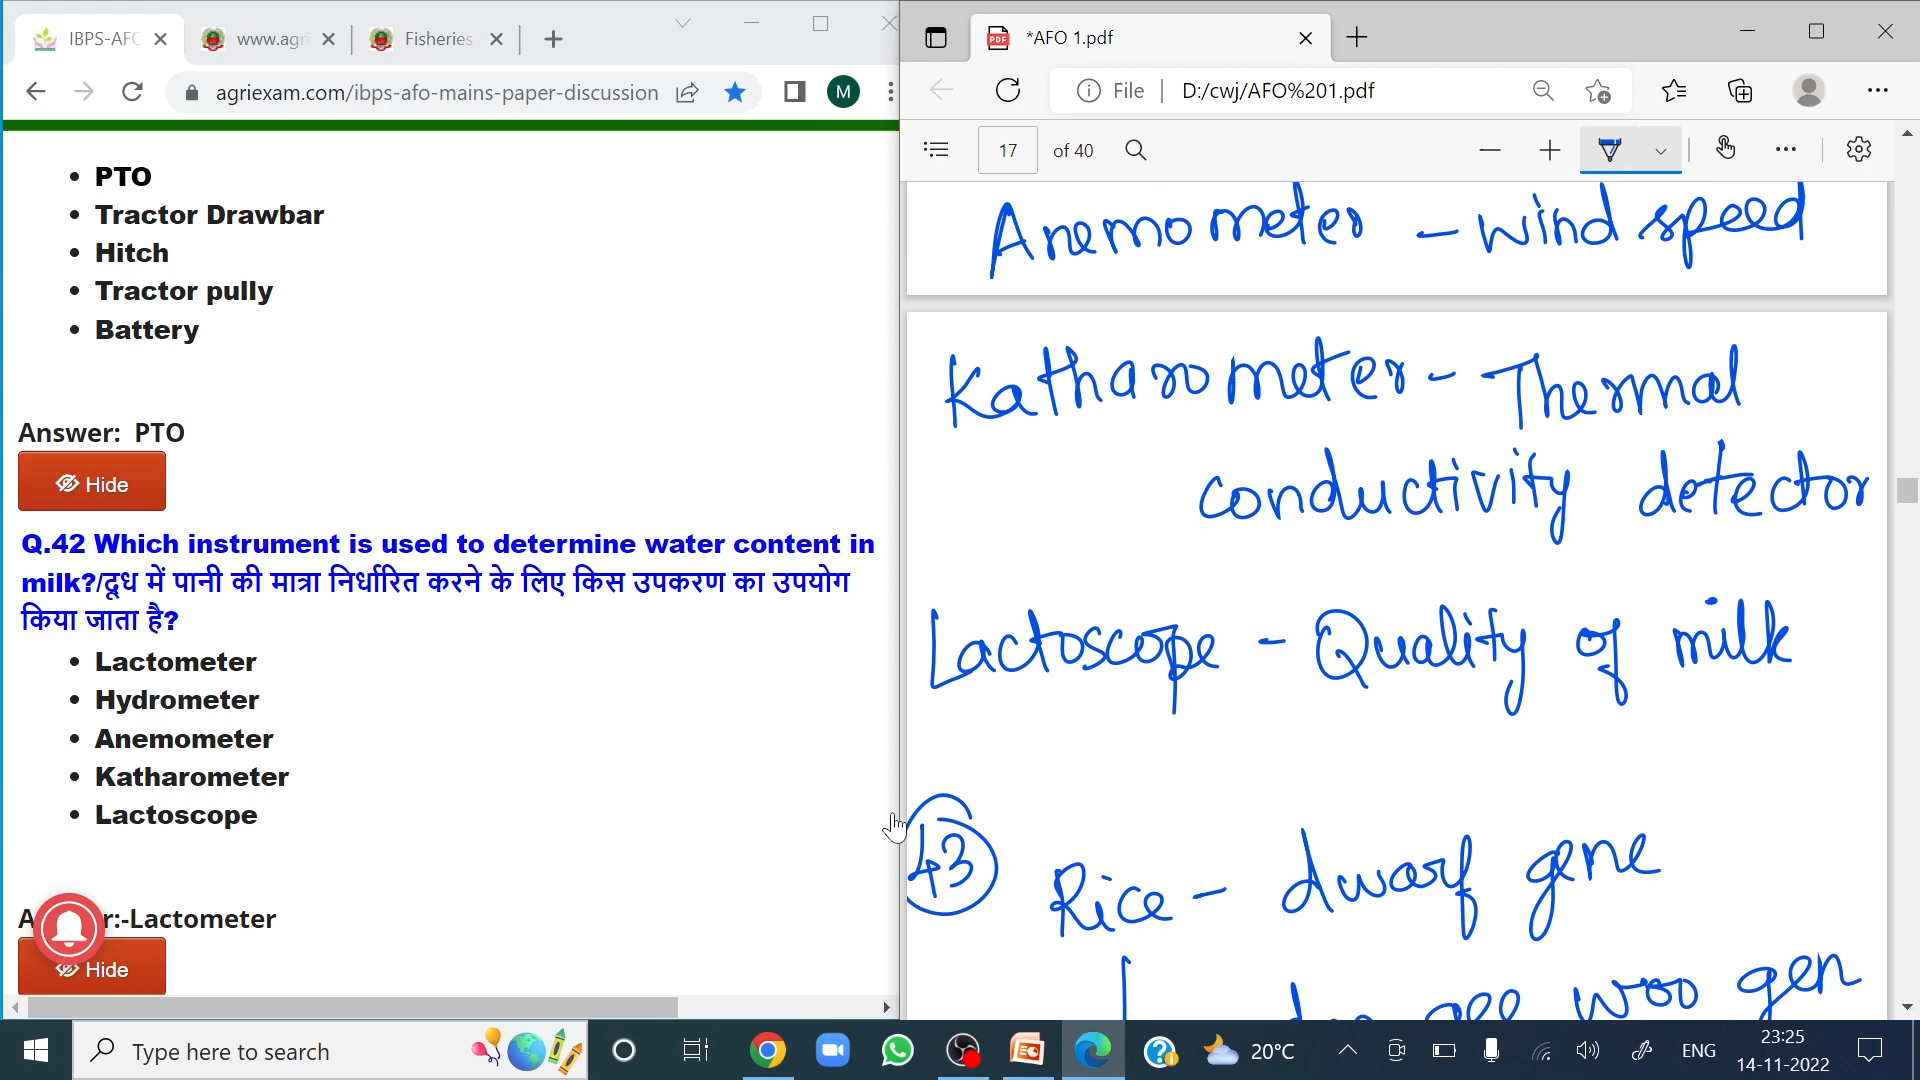 IBPS-AFC
www.agri
Fisheries
agriexam.com/ibps-afo-mains-paper-discussion
M
PTO
Tractor Drawbar
Hitch
Tractor pully
Battery
Answer: PTO
Hide
Q.42 Which instrument is used to determine water content in
milk?/दूध में पानी की मात्रा निर्धारित करने के लिए किस उपकरण का उपयोग
किया जाता है?
Lactometer
Hydrometer
Anemometer
Katharometer
Lactoscope
r:-Lactometer
Hide
*AFO 1.pdf
File
D:/cwj/AFO%201.pdf
17 of 40
Anemometer - wind speed
Katharometer - Thermal
conductivity detector
Lactoscope - Quality of milk
43 Rice - dwarf gene
woo gen
Type here to search
20°C
ENG
23:25
14-11-2022